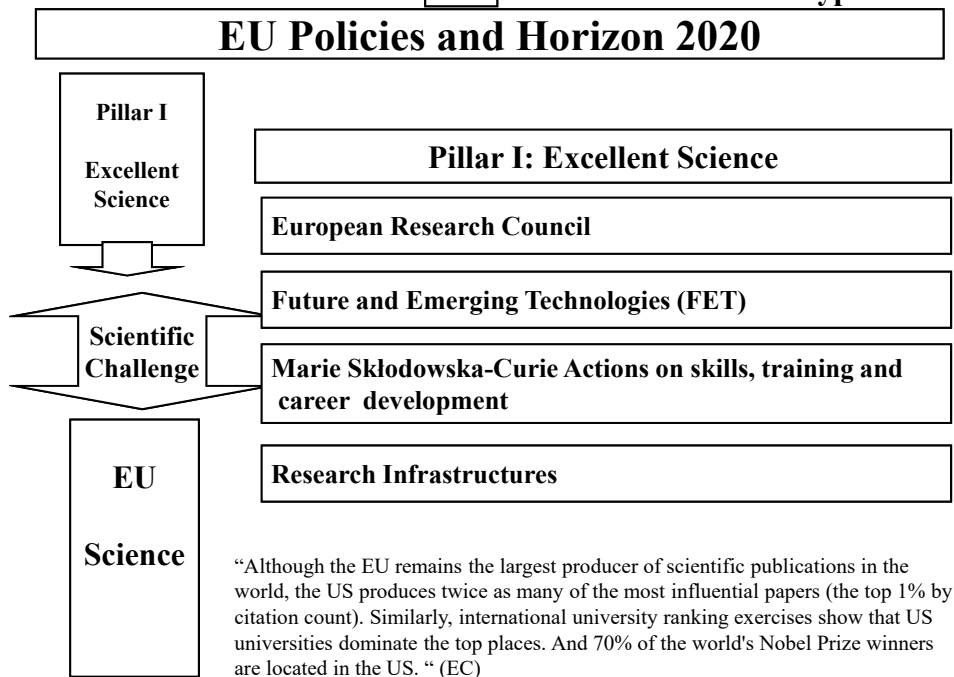 EU Policies and Horizon 2020
Pillar I
Excellent
Science
Pillar I: Excellent Science
European Research Council
Future and Emerging Technologies (FET)
Scientific
Challenge
Marie Skłodowska-Curie Actions on skills, training and
career development
Research Infrastructures
EU
Science
“Although the EU remains the largest producer of scientific publications in the
world, the US produces twice as many of the most influential papers (the top 1% by
citation count). Similarly, international university ranking exercises show that US
universities dominate the top places. And 70% of the world's Nobel Prize winners
are located in the US. “ (EC)